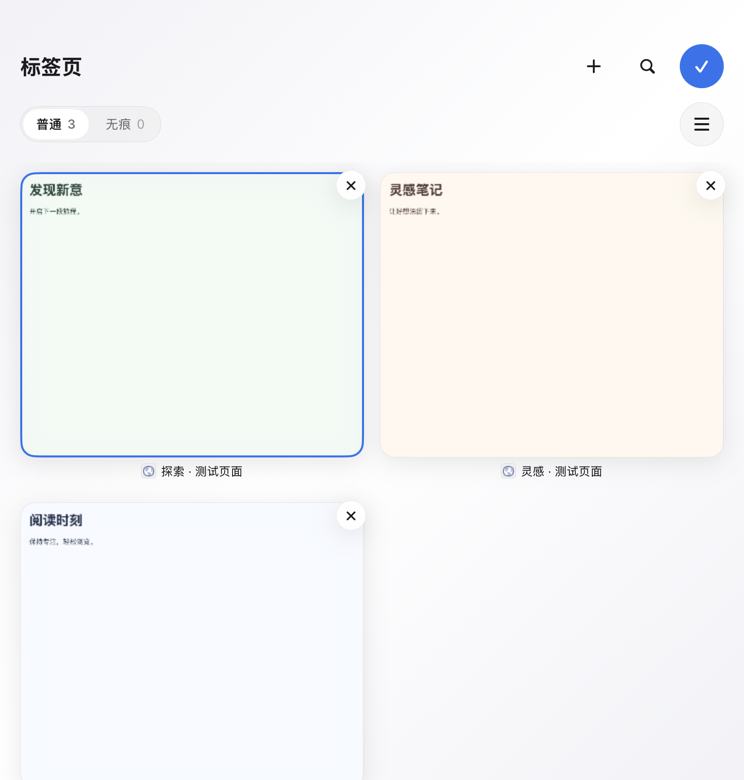 标签页
普通 3
无痕 0
发现新意
开启下一段旅程。
灵感笔记
让好想法留下来。
探索 · 测试页面
灵感 · 测试页面
阅读时刻
保持专注，轻松浏览。